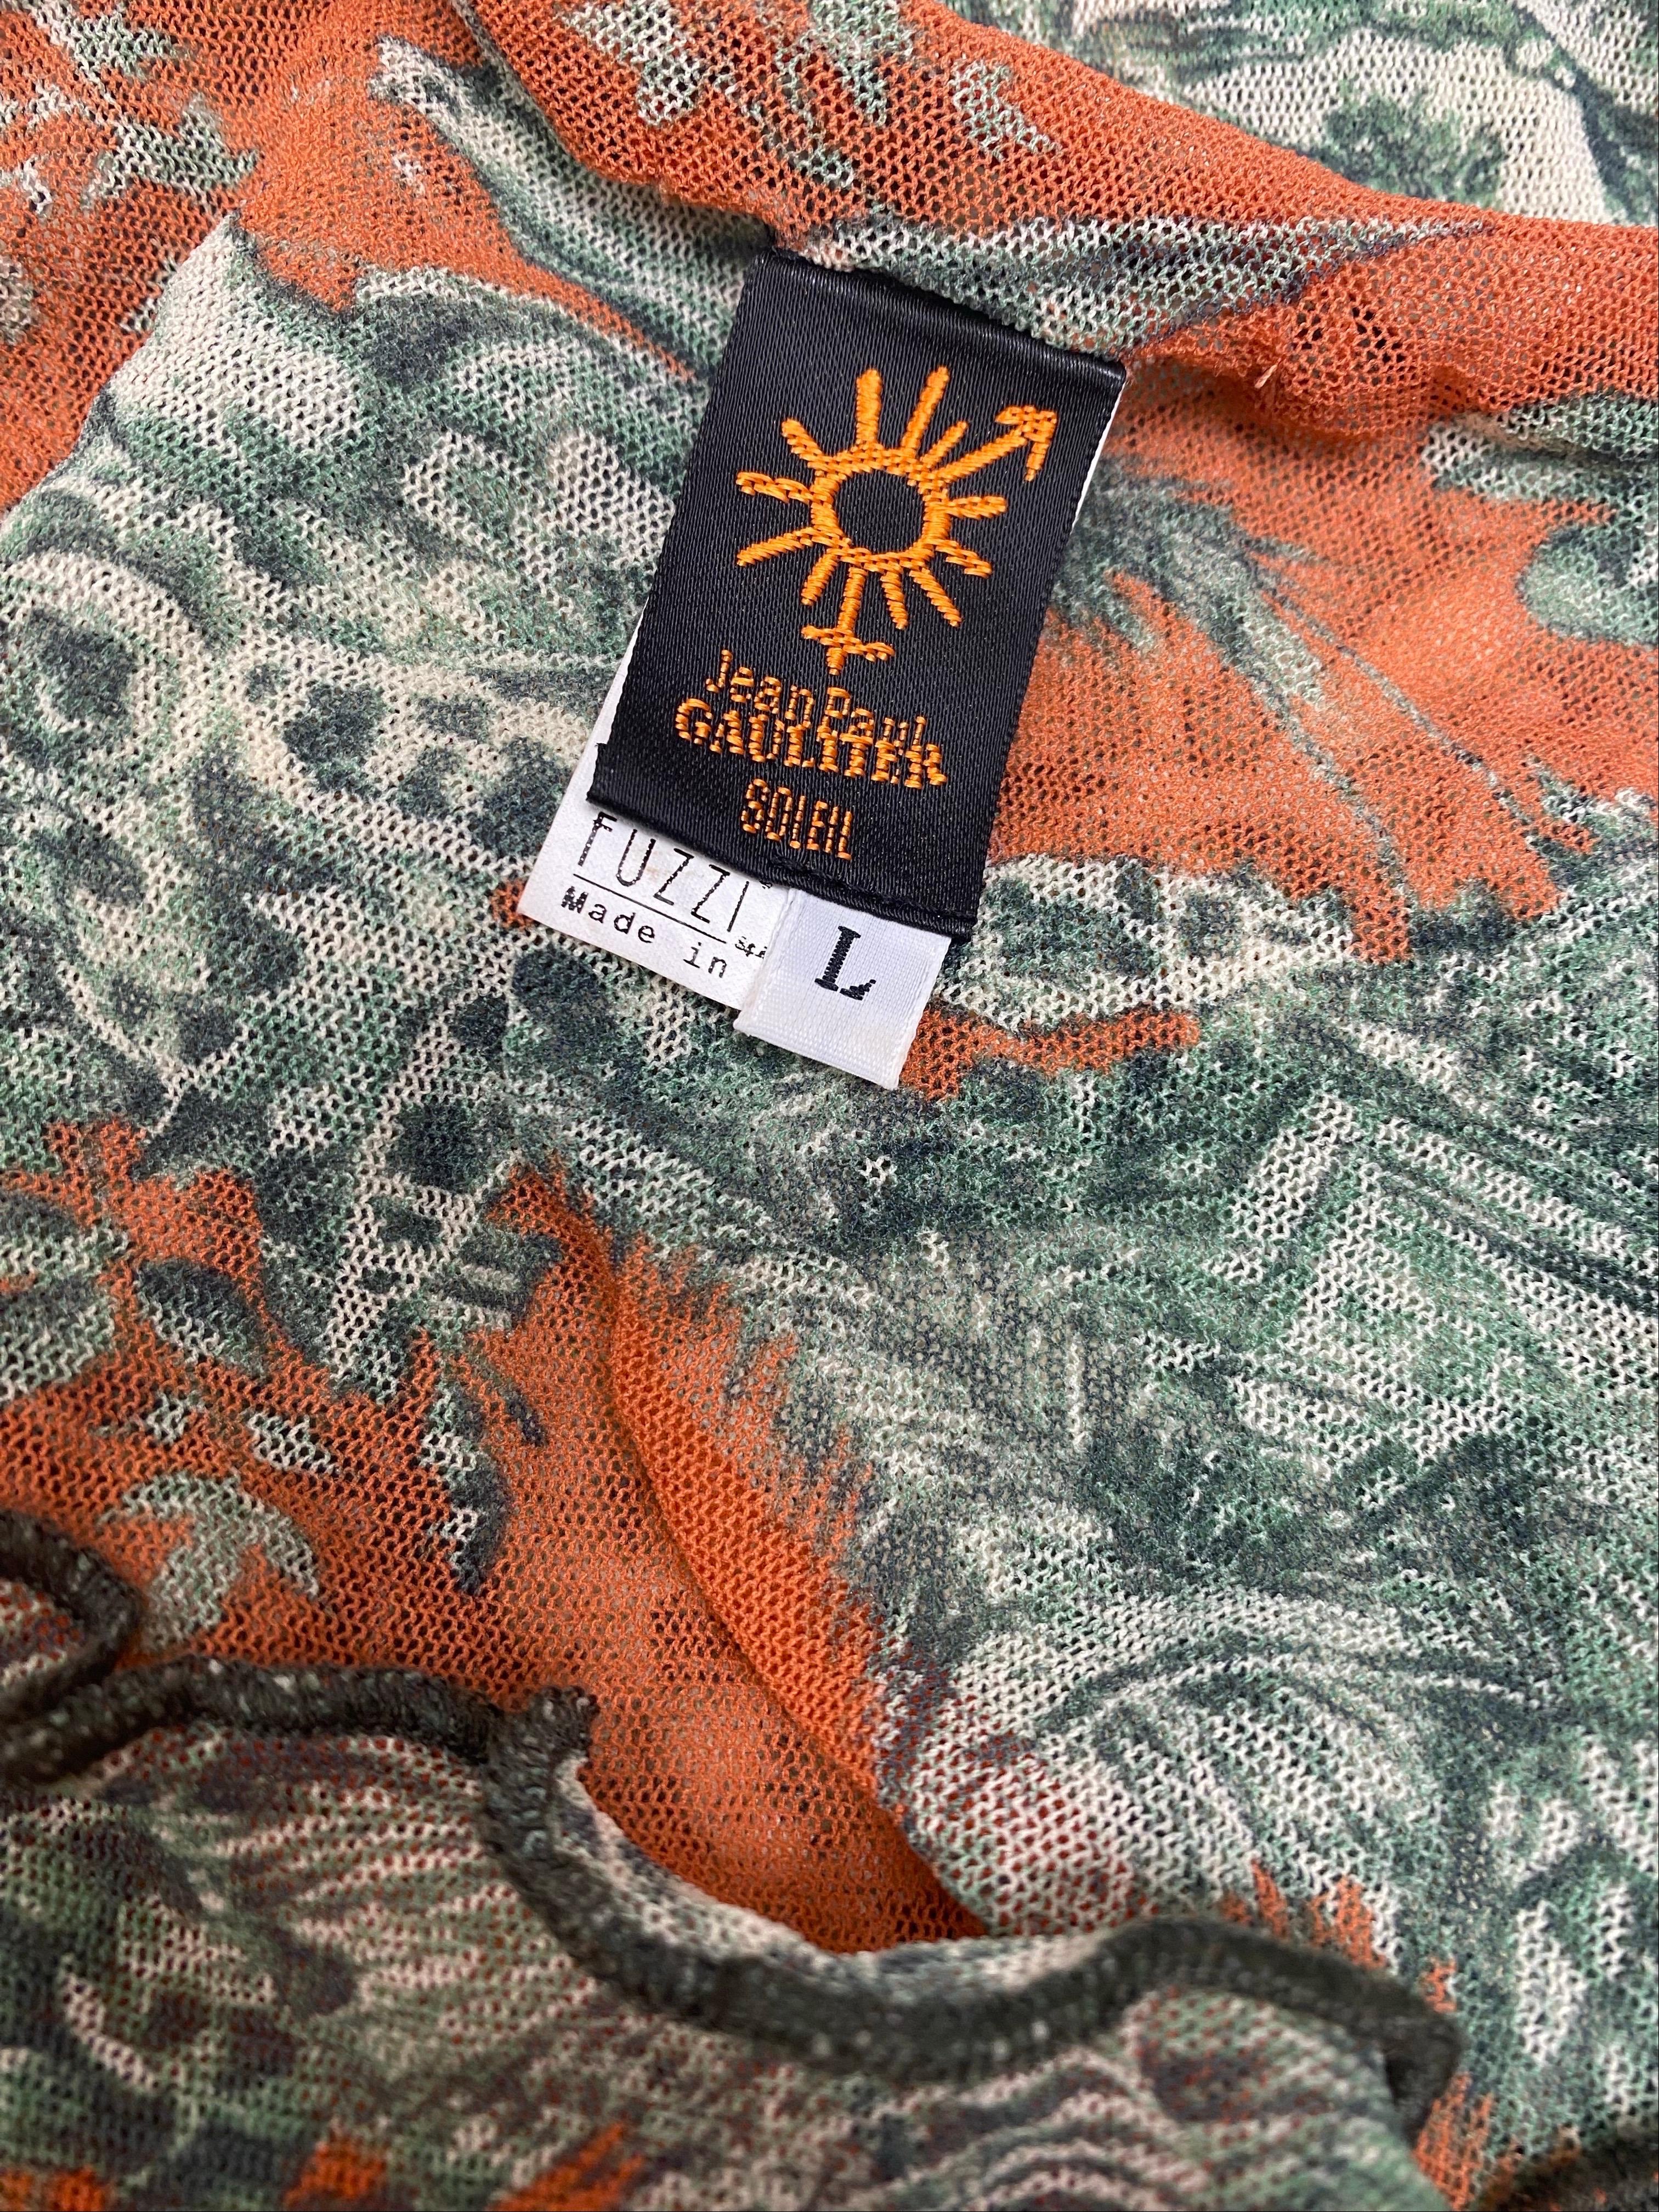 Jean Paul
GAULTIER
SOLEIL
FUZZI
Made in
L